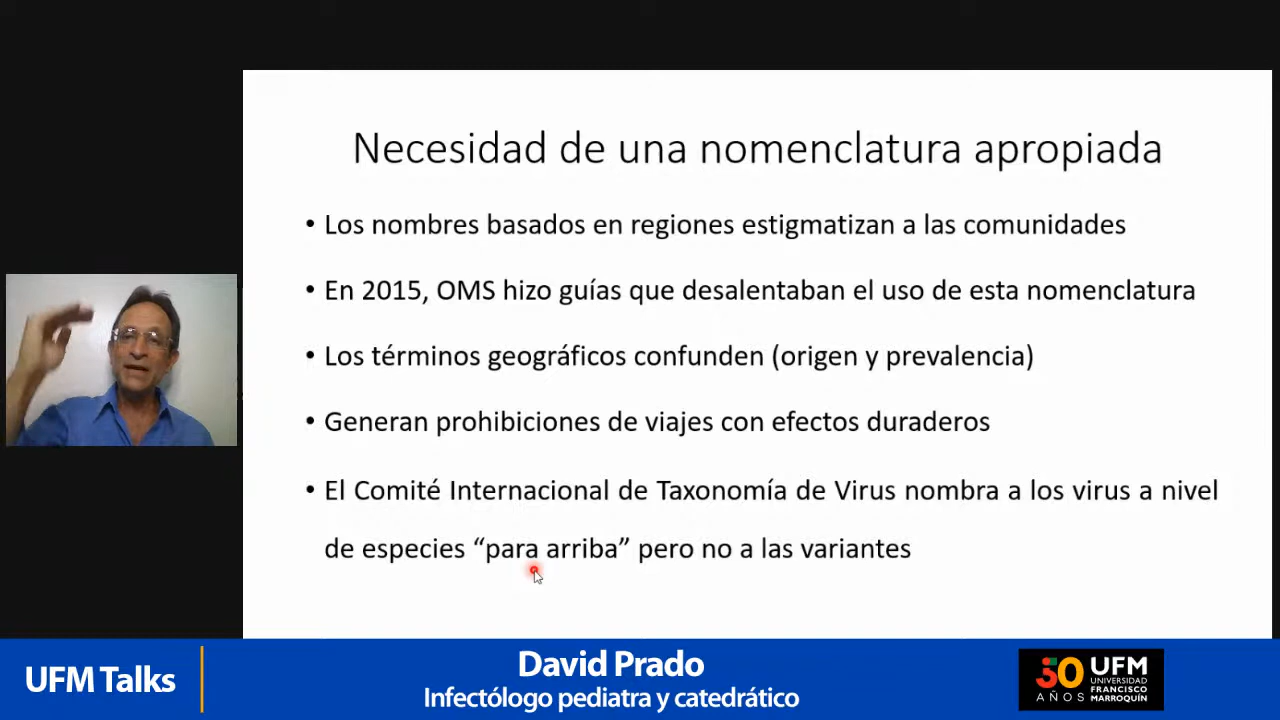 Necesidad de una nomenclatura apropiada
• Los nombres basados en regiones estigmatizan a las comunidades
• En 2015, OMS hizo guías que desalentaban el uso de esta nomenclatura
• Los términos geográficos confunden (origen y prevalencia)
• Generan prohibiciones de viajes con efectos duraderos
• El Comité Internacional de Taxonomía de Virus nombra a los virus a nivel
de especies “para arriba” pero no a las variantes
UFM Talks
David Prado
Infectólogo pediatra y catedrático
50
AÑOS
UFM
UNIVERSIDAD
FRANCISCO
MARROQUÍN